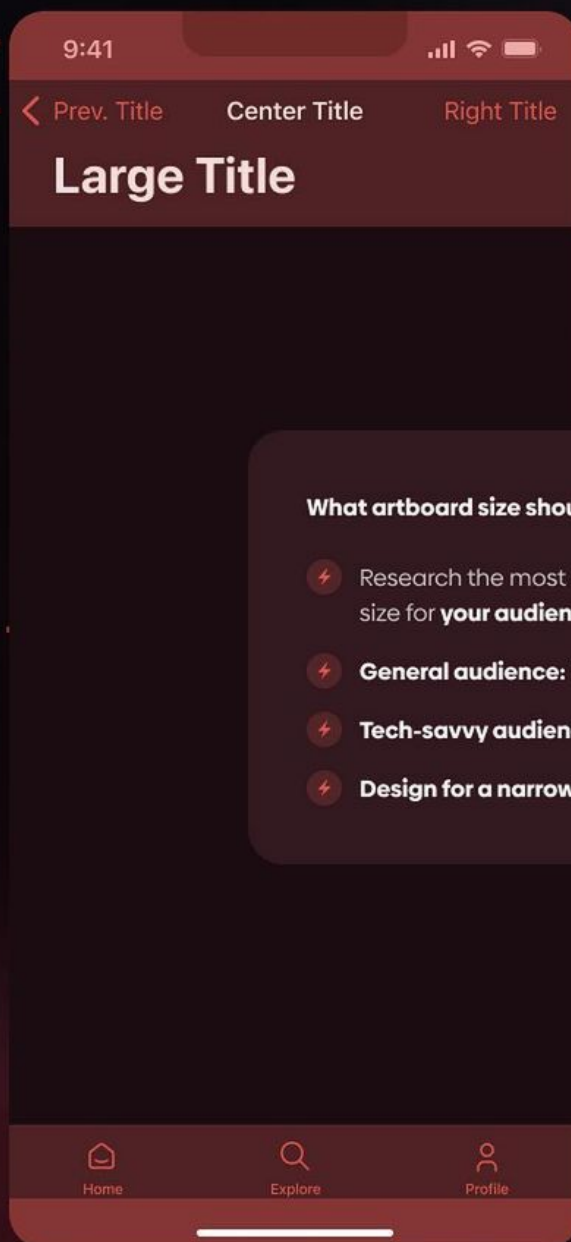 9:41
Prev. Title Center Title Right Title
Large Title
What artboard size shou
Research the most
size for your audien
General audience:
Tech-savvy audien
Design for a narrow
Home Explore Profile